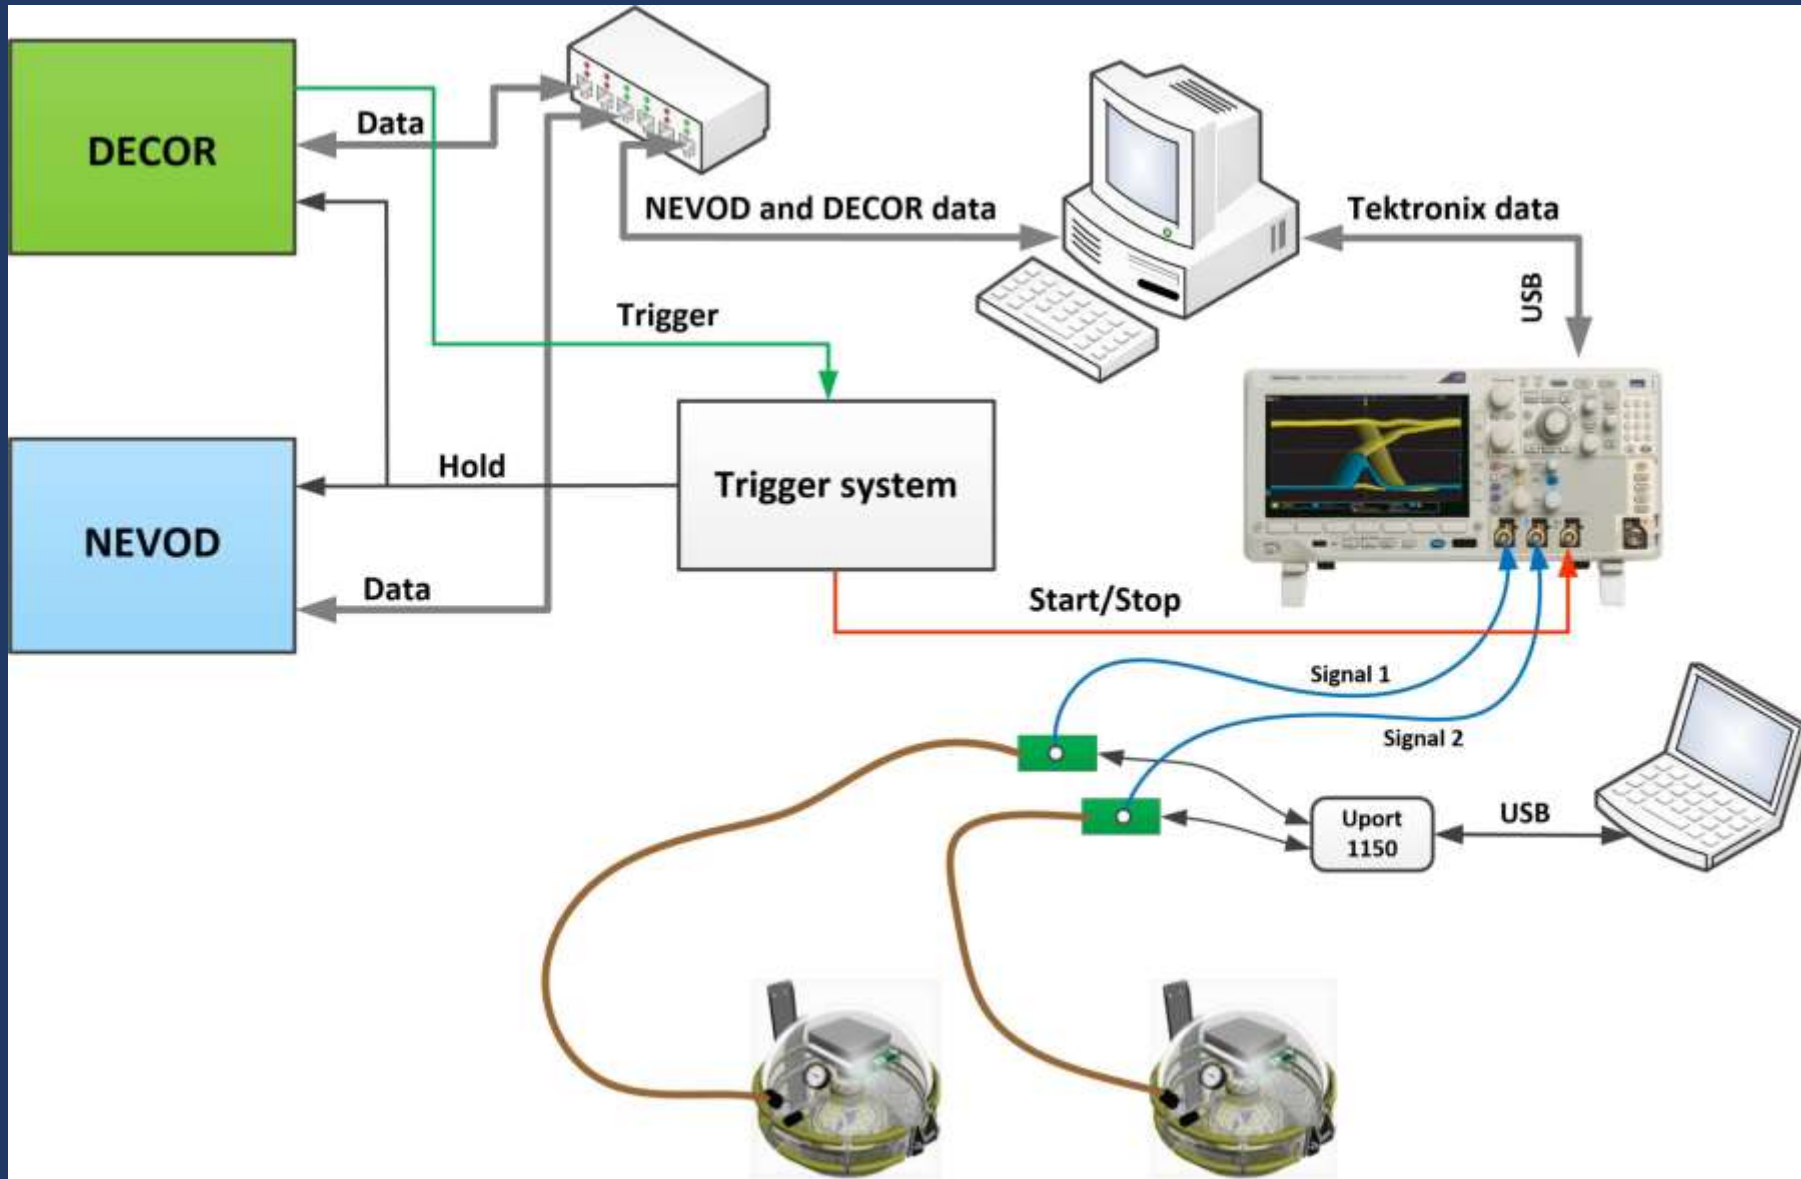 DECOR
Data
NEVOD and DECOR data
Tektronix data
USB
Trigger
Trigger system
Hold
NEVOD
Data
Start/Stop
Signal 1
Signal 2
Uport
1150
USB